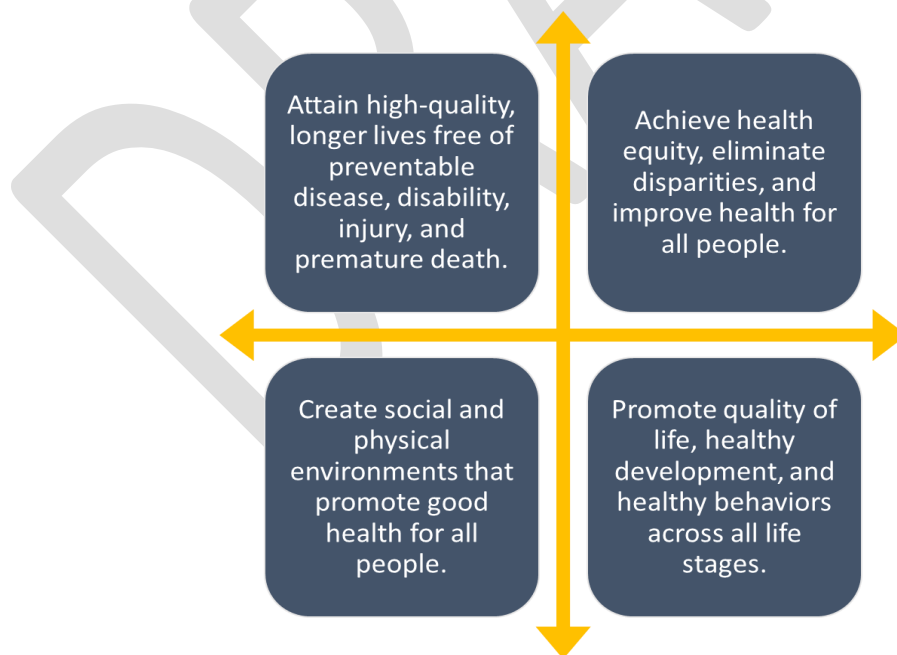 Attain high-quality,
longer lives free of
preventable
disease, disability,
injury, and
premature death.
Achieve health
equity, eliminate
disparities, and
improve health for
all people.
Create social and
physical
environments that
promote good
health for all
people.
Promote quality of
life, healthy
development, and
healthy behaviors
across all life
stages.